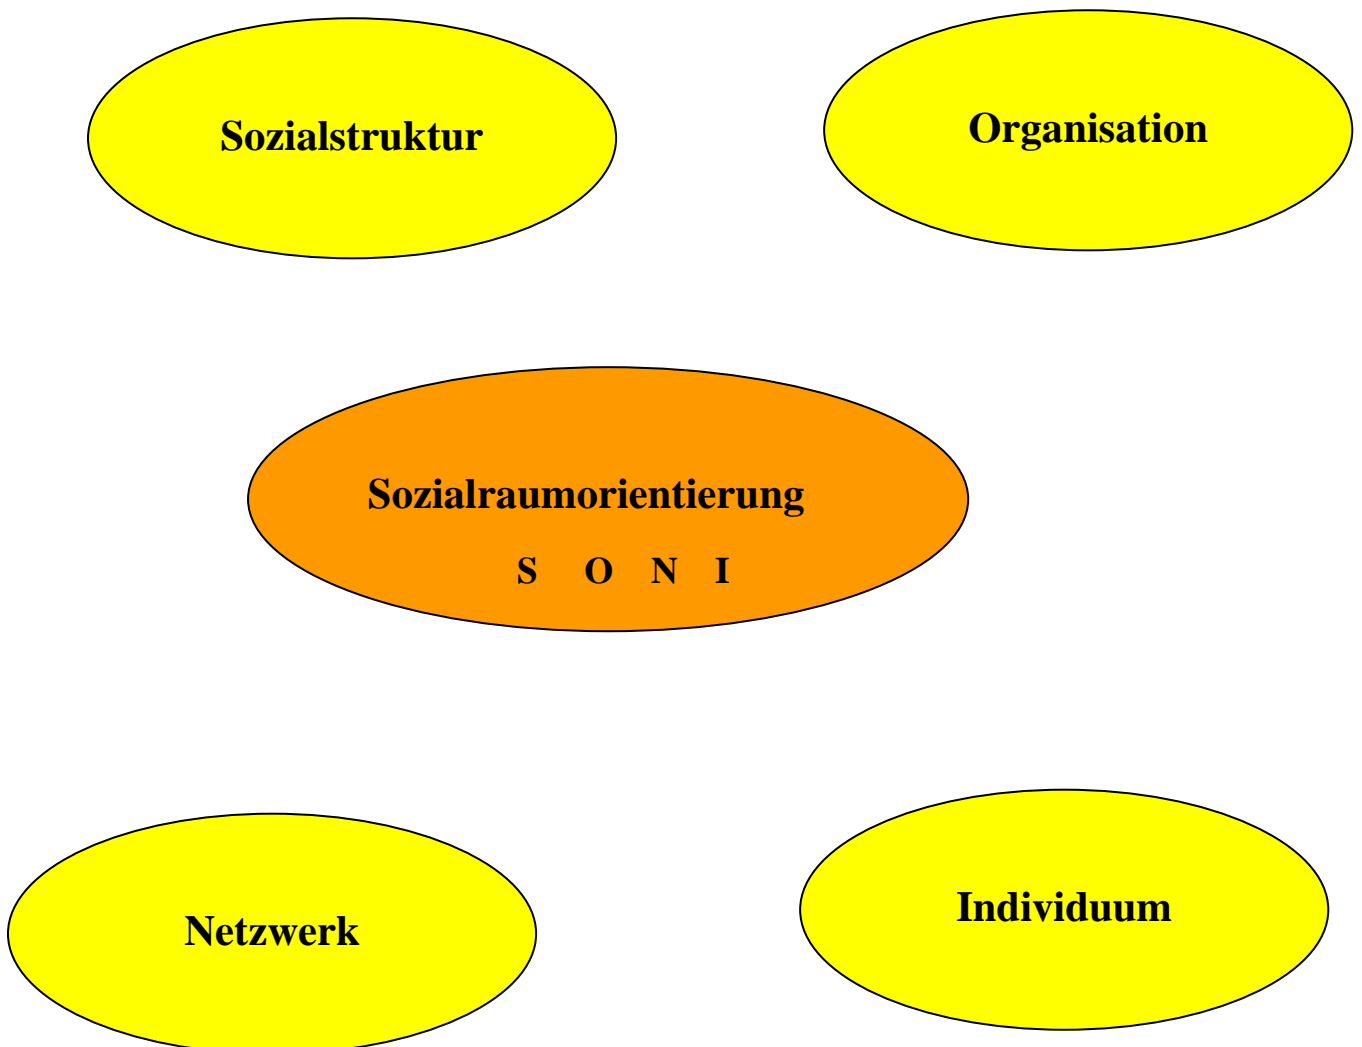 Sozialstruktur
Organisation
Sozialraumorientierung
S O N I
Netzwerk
Individuum